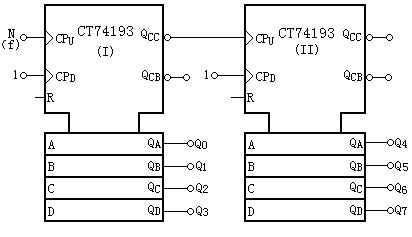 N
(f)
CPU CT74193 QCC
(I)
1 CPD QCB
R
A QA Q0
B QB Q1
C QC Q2
D QD Q3
CPU CT74193 QCC
(II)
1 CPD QCB
R
A QA Q4
B QB Q5
C QC Q6
D QD Q7